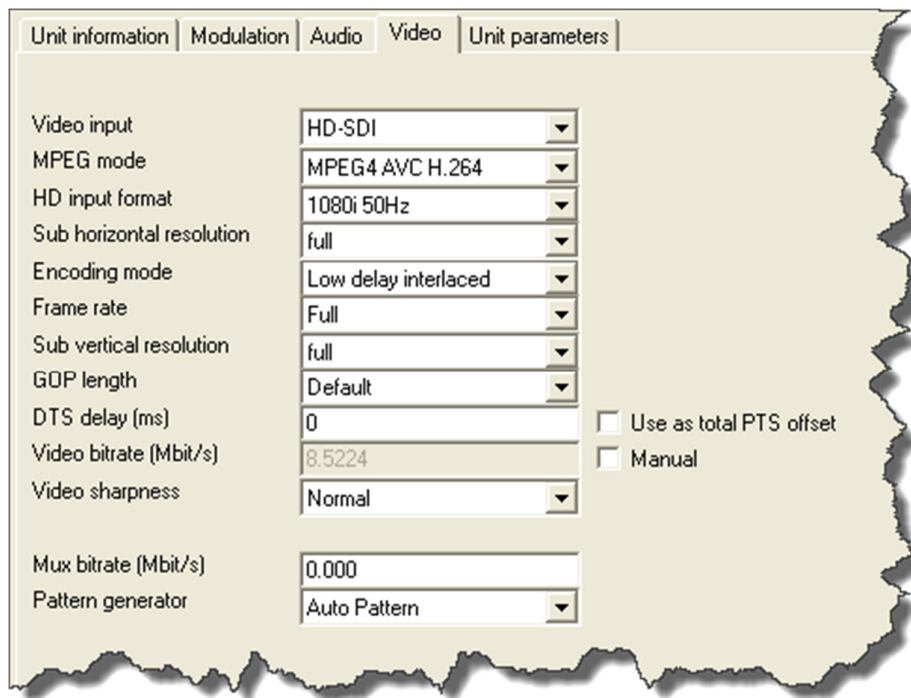 Unit information Modulation Audio Video Unit parameters
Video input HD-SDI
MPEG mode MPEG4 AVC H.264
HD input format 1080i 50Hz
Sub horizontal resolution full
Encoding mode Low delay interlaced
Frame rate Full
Sub vertical resolution full
GOP length Default
DTS delay (ms) 0 Use as total PTS offset
Video bitrate (Mbit/s) 8.5224 Manual
Video sharpness Normal
Mux bitrate (Mbit/s) 0.000
Pattern generator Auto Pattern